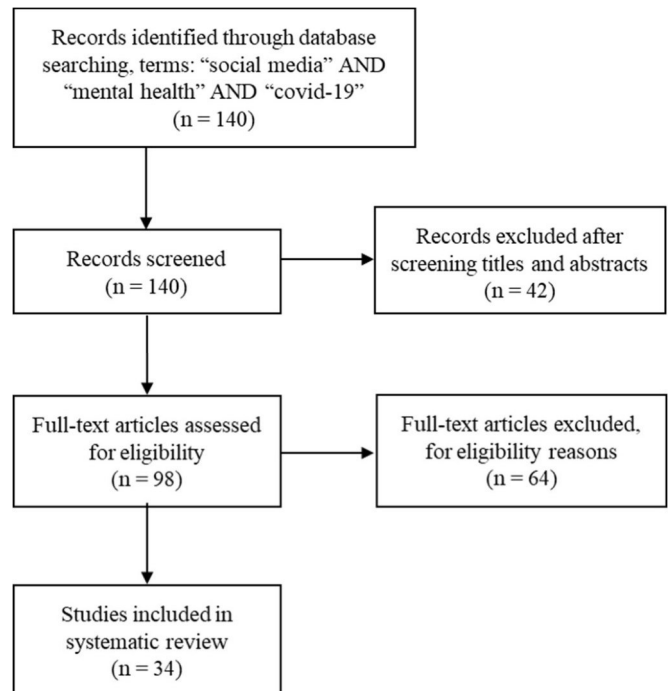 Records identified through database
searching, terms: “social media” AND
“mental health” AND “covid-19”
(n = 140)
Records screened
(n = 140)
Records excluded after
screening titles and abstracts
(n = 42)
Full-text articles assessed
for eligibility
(n = 98)
Full-text articles excluded,
for eligibility reasons
(n = 64)
Studies included in
systematic review
(n = 34)